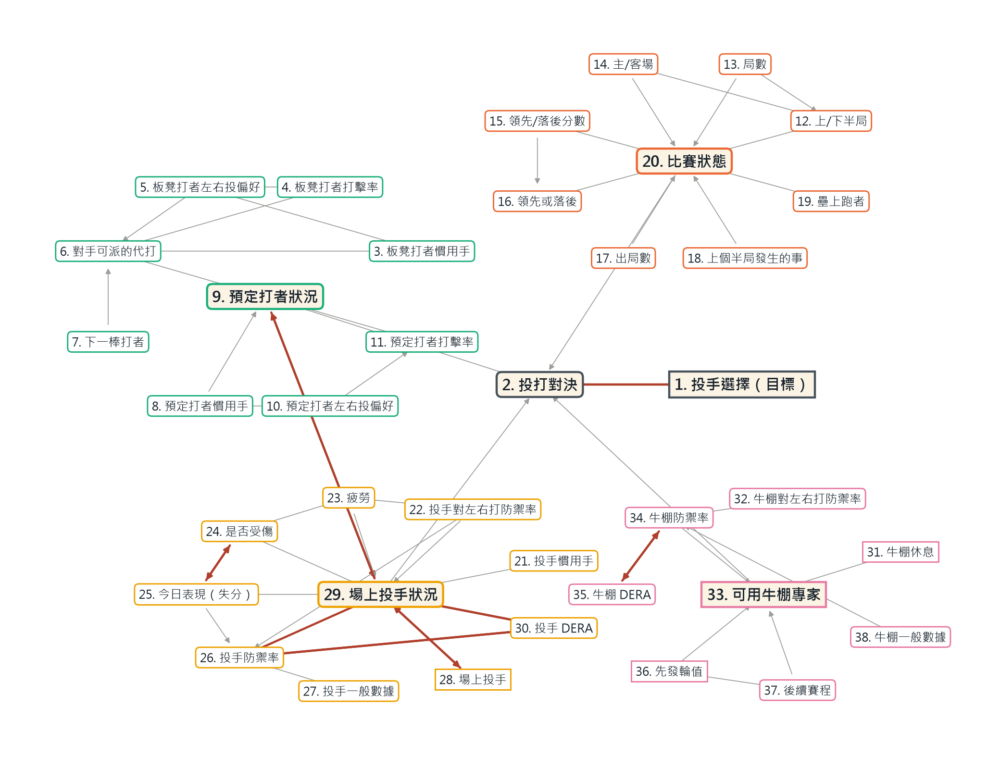 14. 主/客場
13. 局數
15. 領先/落後分數
12. 上/下半局
20. 比賽狀態
5. 板凳打者左右投偏好
4. 板凳打者打擊率
16. 領先或落後
19. 壘上跑者
6. 對手可派的代打
3. 板凳打者慣用手
17. 出局數
18. 上個半局發生的事
9. 預定打者狀況
7. 下一棒打者
11. 預定打者打擊率
2. 投打對決
1. 投手選擇（目標）
8. 預定打者慣用手
10. 預定打者左右投偏好
23. 疲勞
22. 投手對左右打防禦率
32. 牛棚對左右打防禦率
34. 牛棚防禦率
24. 是否受傷
31. 牛棚休息
21. 投手慣用手
25. 今日表現（失分）
29. 場上投手狀況
35. 牛棚 DERA
33. 可用牛棚專家
30. 投手 DERA
38. 牛棚一般數據
26. 投手防禦率
36. 先發輪值
28. 場上投手
27. 投手一般數據
37. 後續賽程